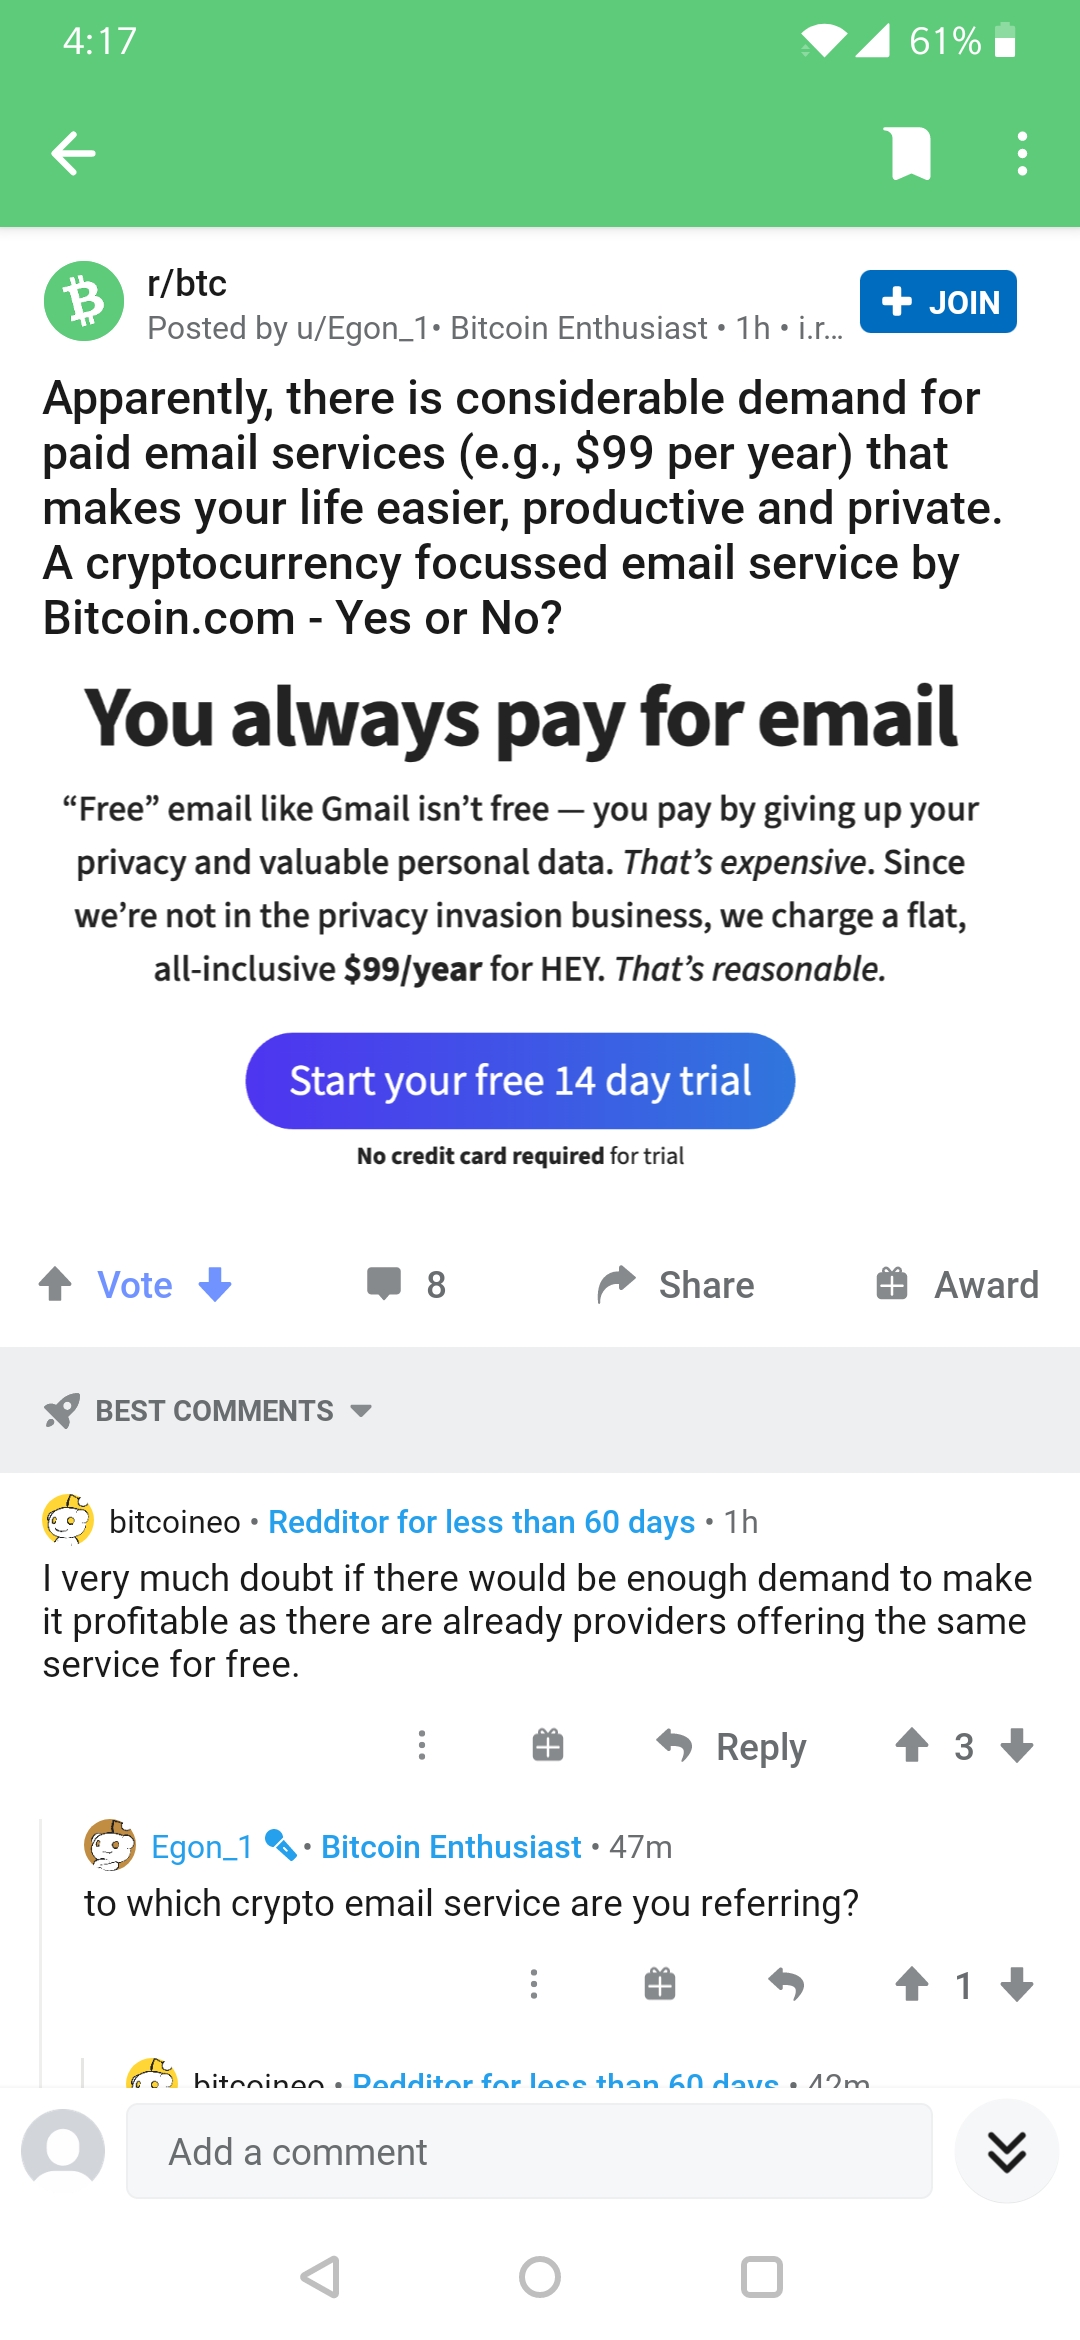 4:17
61%
r/btc
JOIN
Posted by u/Egon_1• Bitcoin Enthusiast • 1h • i.r...
Apparently, there is considerable demand for
paid email services (e.g., $99 per year) that
makes your life easier, productive and private.
A cryptocurrency focussed email service by
Bitcoin.com - Yes or No?
You always pay for email
“Free” email like Gmail isn’t free — you pay by giving up your
privacy and valuable personal data. That’s expensive. Since
we’re not in the privacy invasion business, we charge a flat,
all-inclusive $99/year for HEY. That’s reasonable.
Start your free 14 day trial
No credit card required for trial
Vote 8 Share Award
BEST COMMENTS
bitcoineo • Redditor for less than 60 days • 1h
I very much doubt if there would be enough demand to make
it profitable as there are already providers offering the same
service for free.
Reply 3
Egon_1 • Bitcoin Enthusiast • 47m
to which crypto email service are you referring?
1
bitcoineo • Redditor for less than 60 days • 42m
Add a comment